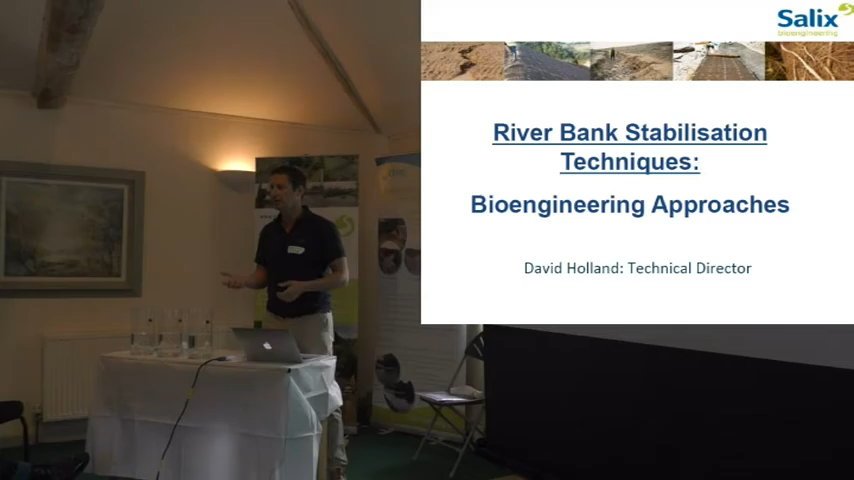 Salix
bioengineering
River Bank Stabilisation
Techniques:
Bioengineering Approaches
David Holland: Technical Director